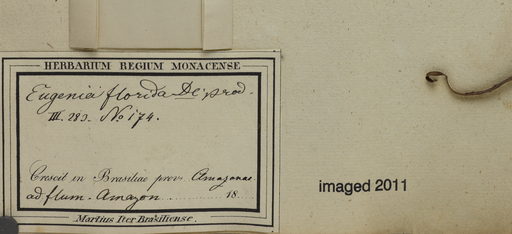 HERBARIUM REGIUM MONACENSE
Eugenia florida De prod.
III. 283. No 174.
Crescit in Brasiliae prov. Amazonas
ad flum. Amazon 18
Martius Iter Brasiliense.
imaged 2011